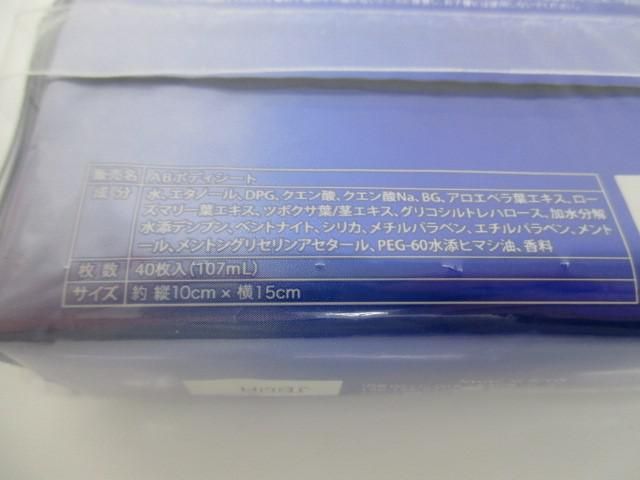 販売名 ABボディシート
成分 水、エタノール、DPG、クエン酸、クエン酸Na、BG、アロエベラ葉エキス、ロー
ズマリー葉エキス、ツボクサ葉/茎エキス、グリコシルトレハロース、加水分解
水添デンプン、ベントナイト、シリカ、メチルパラベン、エチルパラベン、メント
ール、メントングリセリンアセタール、PEG-60水添ヒマシ油、香料
枚数 40枚入(107mL)
サイズ 約 縦10cm×横15cm